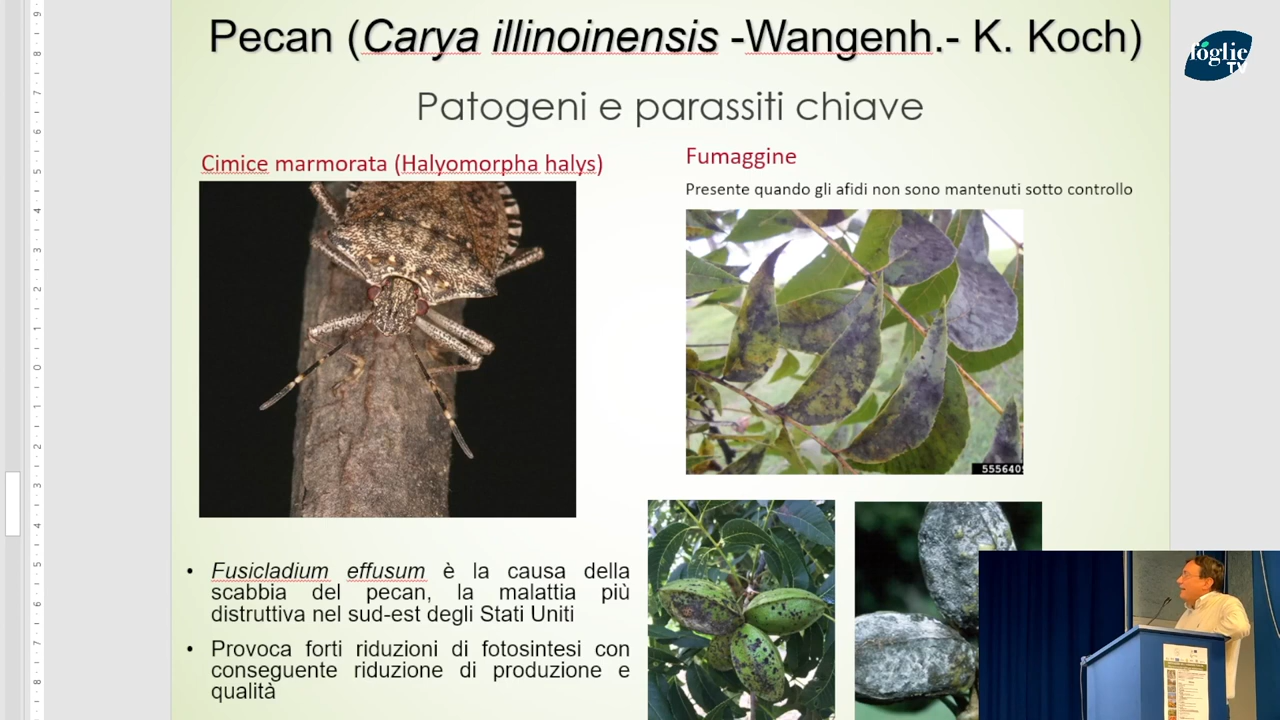 Pecan (Carya illinoinensis -Wangenh.- K. Koch)
foglie
TV
Patogeni e parassiti chiave
Cimice marmorata (Halyomorpha halys)
Fumaggine
Presente quando gli afidi non sono mantenuti sotto controllo
555640
• Fusicladium effusum è la causa della
scabbia del pecan, la malattia più
distruttiva nel sud-est degli Stati Uniti
• Provoca forti riduzioni di fotosintesi con
conseguente riduzione di produzione e
qualità